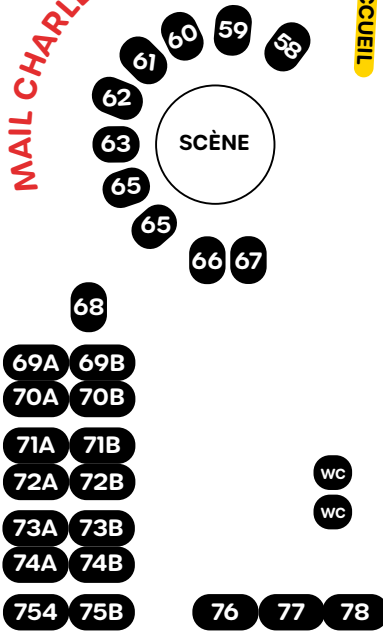 MAIL CHARLE
CCUEIL
58
59
60
61
62
63
65
65
SCÈNE
66 67
68
69A 69B
70A 70B
71A 71B
72A 72B
73A 73B
74A 74B
754 75B
WC
WC
76 77 78